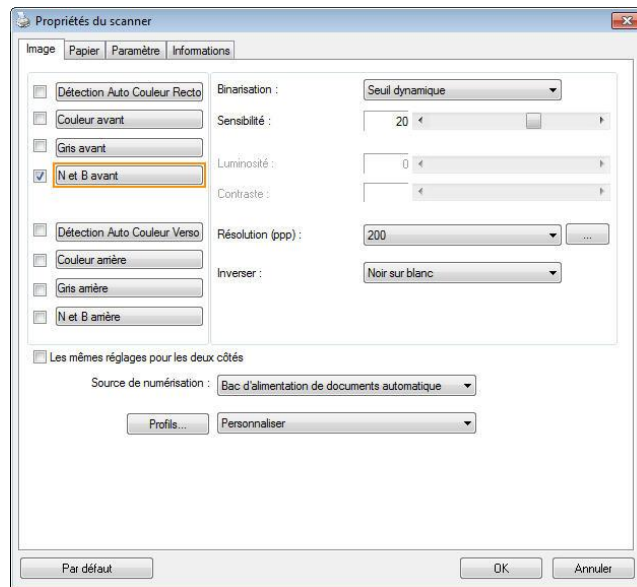 Propriétés du scanner
Image Papier Paramètre Informations
Détection Auto Couleur Recto
Couleur avant
Gris avant
N et B avant
Détection Auto Couleur Verso
Couleur arrière
Gris arrière
N et B arrière
Binarisation : Seuil dynamique
Sensibilité : 20
Luminosité : 0
Contraste :
Résolution (ppp) : 200 ...
Inverser : Noir sur blanc
Les mêmes réglages pour les deux côtés
Source de numérisation : Bac d'alimentation de documents automatique
Profils... Personnaliser
Par défaut OK Annuler